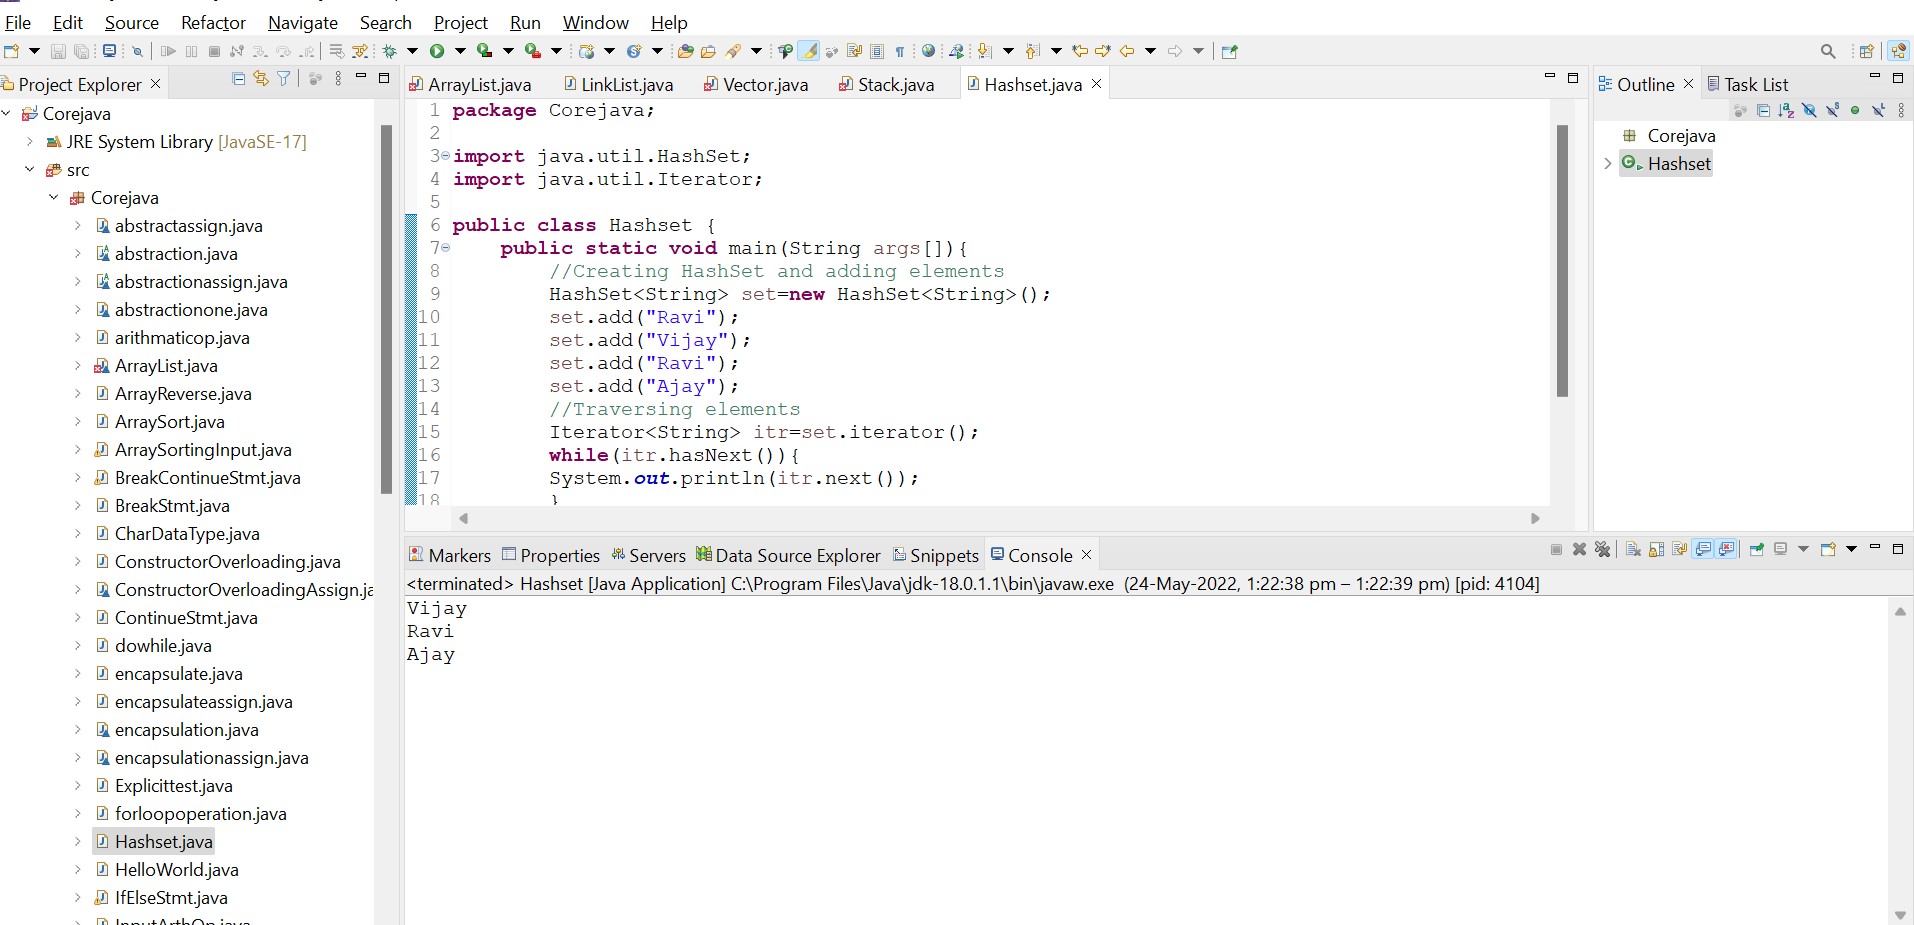 File Edit Source Refactor Navigate Search Project Run Window Help
Project Explorer
Corejava
JRE System Library [JavaSE-17]
src
Corejava
abstractassign.java
abstraction.java
abstractionassign.java
abstractionone.java
arithmaticop.java
ArrayList.java
ArrayReverse.java
ArraySort.java
ArraySortingInput.java
BreakContinueStmt.java
BreakStmt.java
CharDataType.java
ConstructorOverloading.java
ConstructorOverloadingAssign.ja
ContinueStmt.java
dowhile.java
encapsulate.java
encapsulateassign.java
encapsulation.java
encapsulationassign.java
Explicittest.java
forloopoperation.java
Hashset.java
HelloWorld.java
IfElseStmt.java
InputArthOp.java
ArrayList.java LinkList.java Vector.java Stack.java Hashset.java
1 package Corejava;
2
3 import java.util.HashSet;
4 import java.util.Iterator;
5
6 public class Hashset {
7 public static void main(String args[]){
8 //Creating HashSet and adding elements
9 HashSet<String> set=new HashSet<String>();
10 set.add("Ravi");
11 set.add("Vijay");
12 set.add("Ravi");
13 set.add("Ajay");
14 //Traversing elements
15 Iterator<String> itr=set.iterator();
16 while(itr.hasNext()){
17 System.out.println(itr.next());
18 }
Outline Task List
Corejava
Hashset
Markers Properties Servers Data Source Explorer Snippets Console
<terminated> Hashset [Java Application] C:\Program Files\Java\jdk-18.0.1.1\bin\javaw.exe (24-May-2022, 1:22:38 pm – 1:22:39 pm) [pid: 4104]
Vijay
Ravi
Ajay